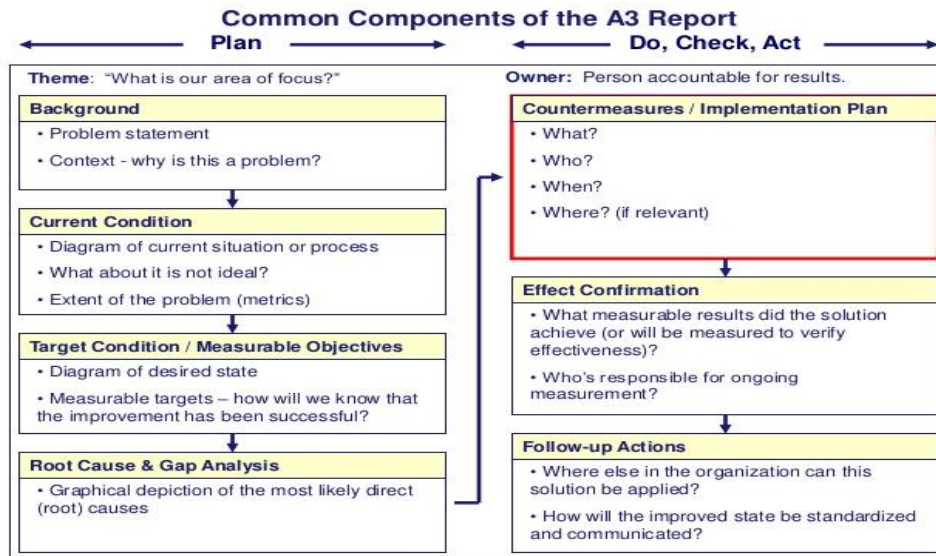 Common Components of the A3 Report
Plan
Do, Check, Act
Theme: “What is our area of focus?”
Background
• Problem statement
• Context - why is this a problem?
Current Condition
• Diagram of current situation or process
• What about it is not ideal?
• Extent of the problem (metrics)
Target Condition / Measurable Objectives
• Diagram of desired state
• Measurable targets – how will we know that
the improvement has been successful?
Root Cause & Gap Analysis
• Graphical depiction of the most likely direct
(root) causes
Owner: Person accountable for results.
Countermeasures / Implementation Plan
• What?
• Who?
• When?
• Where? (if relevant)
Effect Confirmation
• What measurable results did the solution
achieve (or will be measured to verify
effectiveness)?
• Who's responsible for ongoing
measurement?
Follow-up Actions
• Where else in the organization can this
solution be applied?
• How will the improved state be standardized
and communicated?